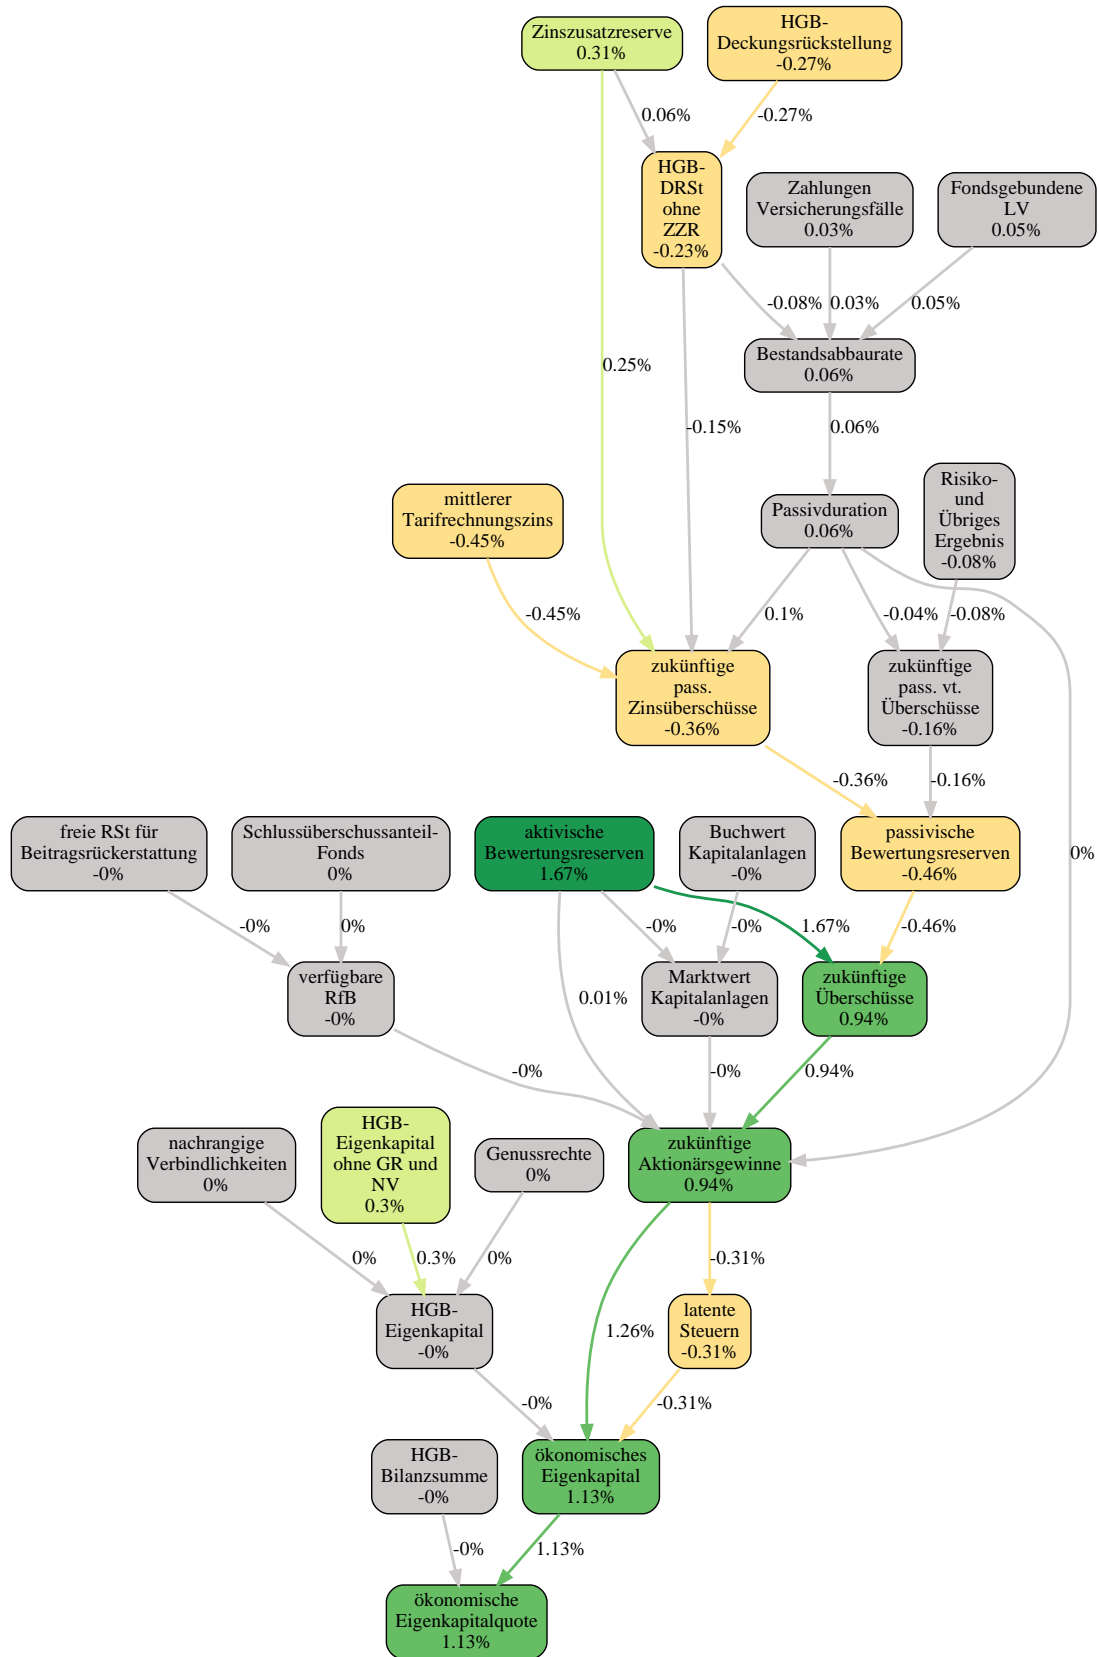 Zinszusatzreserve
0.31%
HGB-
Deckungsrückstellung
-0.27%
0.06%
-0.27%
HGB-
DRSt
ohne
ZZR
-0.23%
Zahlungen
Versicherungsfälle
0.03%
Fondsgebundene
LV
0.05%
-0.08%
0.03%
0.05%
0.25%
Bestandsabbaurate
0.06%
-0.15%
0.06%
mittlerer
Tarifrechnungszins
-0.45%
Passivduration
0.06%
Risiko-
und
Übriges
Ergebnis
-0.08%
-0.45%
0.1%
-0.04%
-0.08%
zukünftige
pass.
Zinsüberschüsse
-0.36%
zukünftige
pass. vt.
Überschüsse
-0.16%
-0.36%
-0.16%
freie RSt für
Beitragsrückerstattung
-0%
Schlussüberschussanteil-
Fonds
0%
aktivische
Bewertungsreserven
1.67%
Buchwert
Kapitalanlagen
-0%
passivische
Bewertungsreserven
-0.46%
0%
-0%
0%
-0%
-0%
1.67%
-0.46%
verfügbare
RfB
-0%
0.01%
Marktwert
Kapitalanlagen
-0%
zukünftige
Überschüsse
0.94%
-0%
-0%
0.94%
nachrangige
Verbindlichkeiten
0%
HGB-
Eigenkapital
ohne GR und
NV
0.3%
Genussrechte
0%
zukünftige
Aktionärsgewinne
0.94%
0%
0.3%
0%
-0.31%
HGB-
Eigenkapital
-0%
1.26%
latente
Steuern
-0.31%
-0%
-0.31%
HGB-
Bilanzsumme
-0%
ökonomisches
Eigenkapital
1.13%
-0%
1.13%
ökonomische
Eigenkapitalquote
1.13%